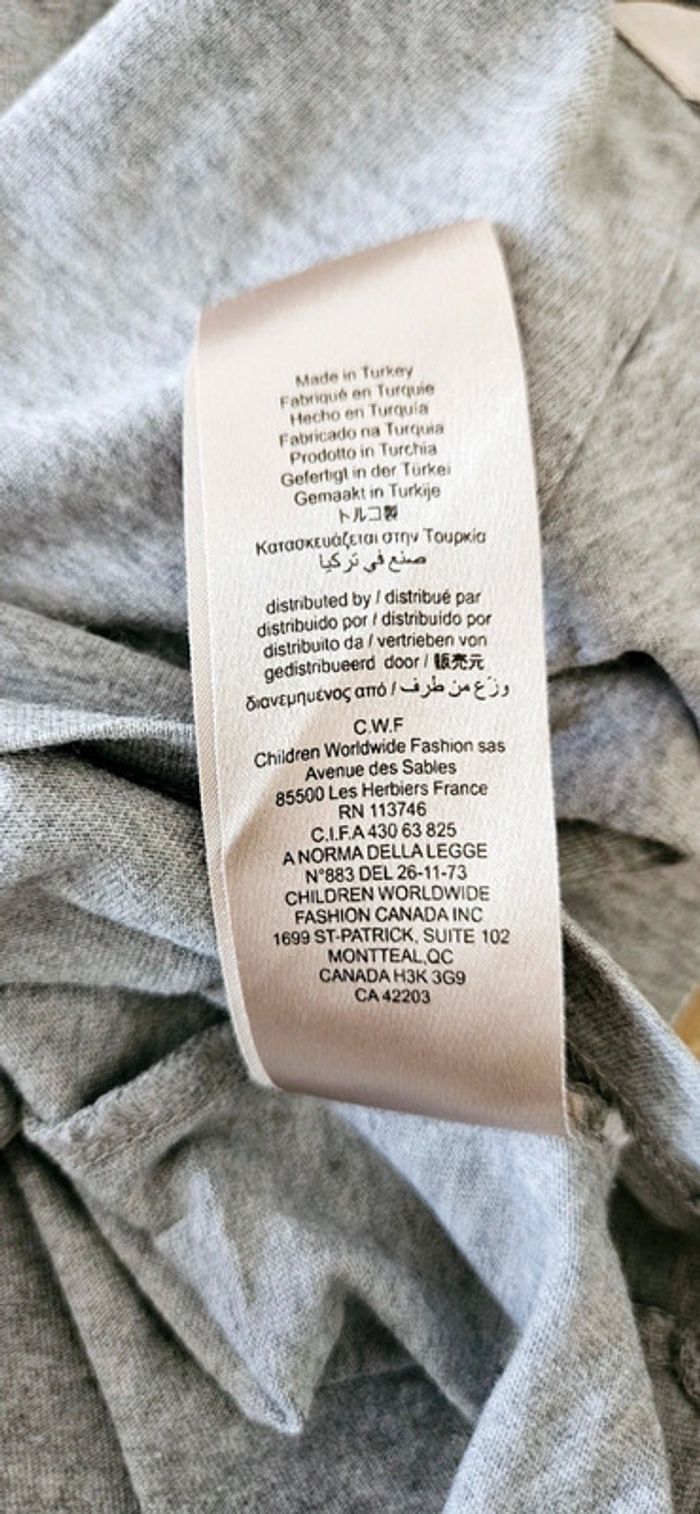 Made in Turkey
Fabriqué en Turquie
Hecho en Turquía
Fabricado na Turquia
Prodotto in Turchia
Gefertigt in der Türkei
Gemaakt in Turkije
トルコ製
Κατασκευάζεται στην Τουρκία
صنع في تركيا
distributed by / distribué par
distribuido por / distribuido por
distribuito da / vertrieben von
gedistribueerd door / 販売元
διανεμημένος από / وزّع من طرف
C.W.F
Children Worldwide Fashion sas
Avenue des Sables
85500 Les Herbiers France
RN 113746
C.I.F.A 430 63 825
A NORMA DELLA LEGGE
N°883 DEL 26-11-73
CHILDREN WORLDWIDE
FASHION CANADA INC
1699 ST-PATRICK, SUITE 102
MONTTEAL,QC
CANADA H3K 3G9
CA 42203